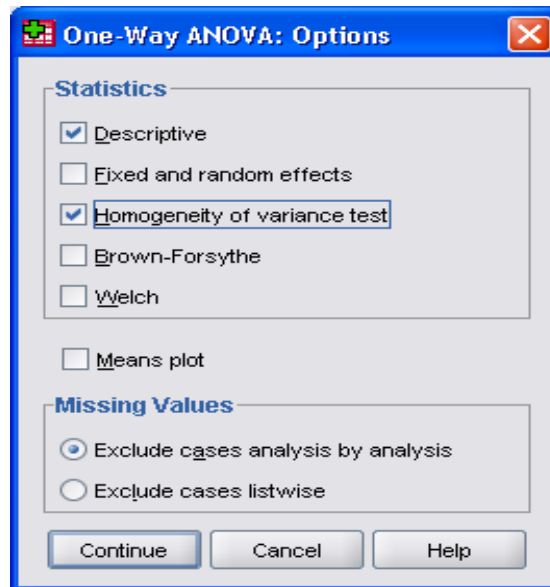 One-Way ANOVA: Options
Statistics
Descriptive
Fixed and random effects
Homogeneity of variance test
Brown-Forsythe
Welch
Means plot
Missing Values
Exclude cases analysis by analysis
Exclude cases listwise
Continue Cancel Help